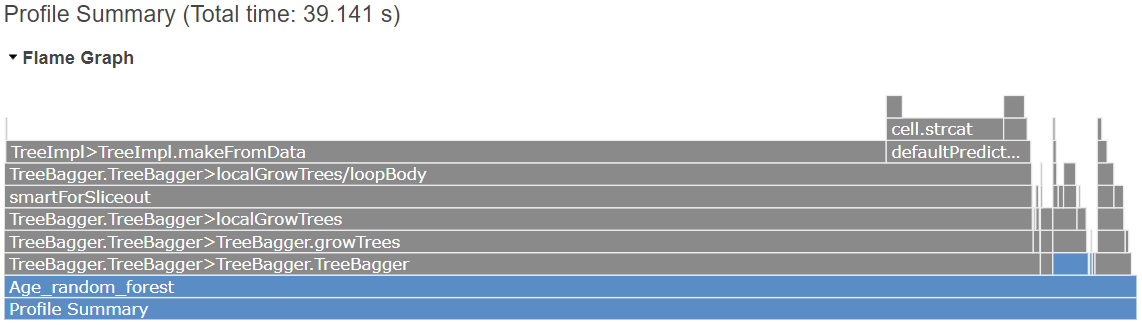 Profile Summary (Total time: 39.141 s)
Flame Graph
cell.strcat
TreeImpl>TreeImpl.makeFromData
defaultPredict...
TreeBagger.TreeBagger>localGrowTrees/loopBody
smartForSliceout
TreeBagger.TreeBagger>localGrowTrees
TreeBagger.TreeBagger>TreeBagger.growTrees
TreeBagger.TreeBagger>TreeBagger.TreeBagger
Age_random_forest
Profile Summary